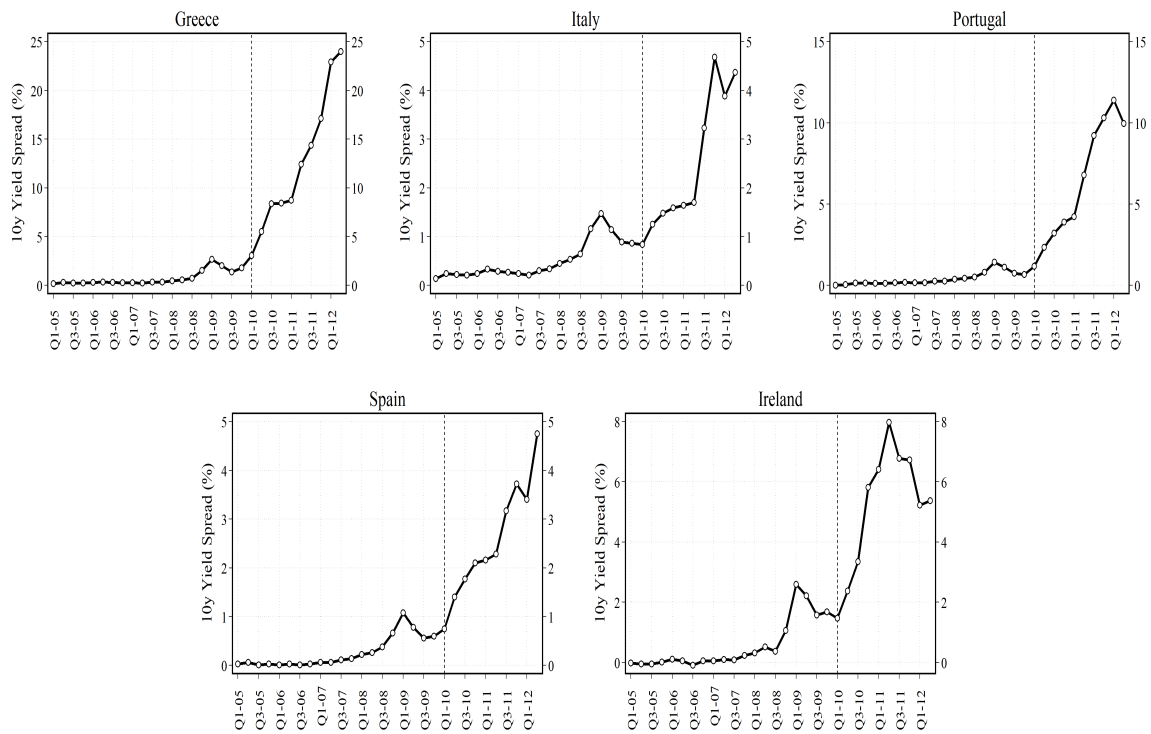 Greece
10y Yield Spread (%)
25
20
15
10
5
0
25
20
15
10
5
0
Q1-05
Q3-05
Q1-06
Q3-06
Q1-07
Q3-07
Q1-08
Q3-08
Q1-09
Q3-09
Q1-10
Q3-10
Q1-11
Q3-11
Q1-12
Italy
10y Yield Spread (%)
5
4
3
2
1
0
5
4
3
2
1
0
Q1-05
Q3-05
Q1-06
Q3-06
Q1-07
Q3-07
Q1-08
Q3-08
Q1-09
Q3-09
Q1-10
Q3-10
Q1-11
Q3-11
Q1-12
Portugal
10y Yield Spread (%)
15
10
5
0
15
10
5
0
Q1-05
Q3-05
Q1-06
Q3-06
Q1-07
Q3-07
Q1-08
Q3-08
Q1-09
Q3-09
Q1-10
Q3-10
Q1-11
Q3-11
Q1-12
Spain
10y Yield Spread (%)
5
4
3
2
1
0
5
4
3
2
1
0
Q1-05
Q3-05
Q1-06
Q3-06
Q1-07
Q3-07
Q1-08
Q3-08
Q1-09
Q3-09
Q1-10
Q3-10
Q1-11
Q3-11
Q1-12
Ireland
10y Yield Spread (%)
8
6
4
2
0
8
6
4
2
0
Q1-05
Q3-05
Q1-06
Q3-06
Q1-07
Q3-07
Q1-08
Q3-08
Q1-09
Q3-09
Q1-10
Q3-10
Q1-11
Q3-11
Q1-12